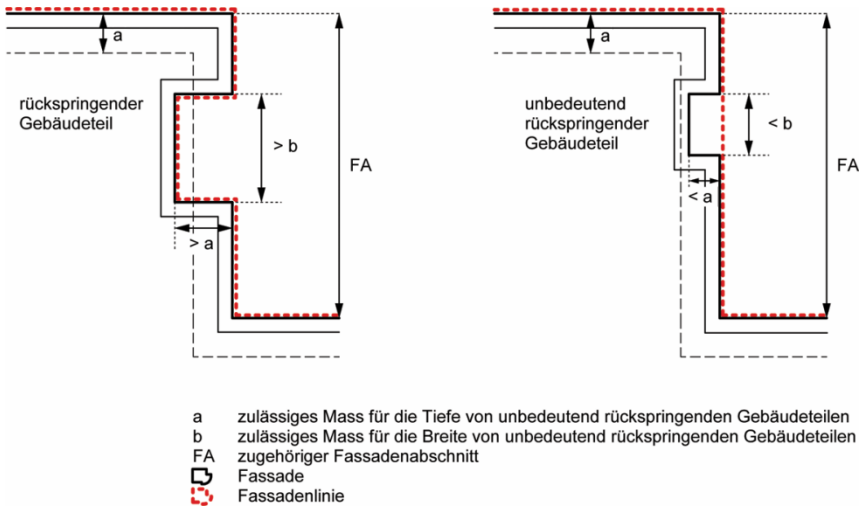 a
rückspringender
Gebäudeteil
> b
FA
> a
a
unbedeutend
rückspringender
Gebäudeteil
< b
FA
< a
a zulässiges Mass für die Tiefe von unbedeutend rückspringenden Gebäudeteilen
b zulässiges Mass für die Breite von unbedeutend rückspringenden Gebäudeteilen
FA zugehöriger Fassadenabschnitt
Fassade
Fassadenlinie